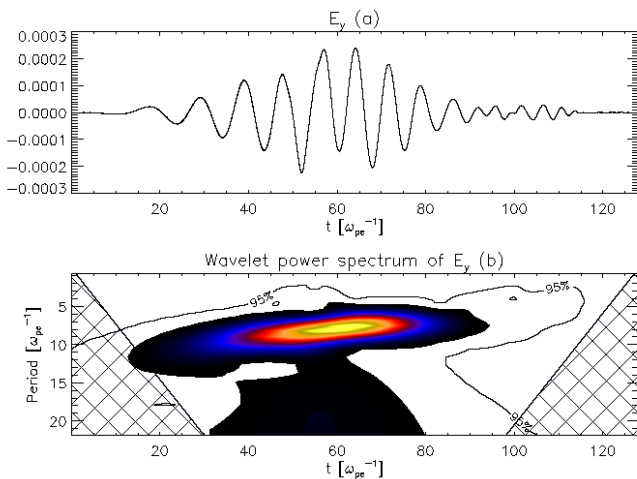 E_y (a)
0.0003
0.0002
0.0001
0.0000
-0.0001
-0.0002
-0.0003
20 40 60 80 100 120
t [ω_pe^-1]
Wavelet power spectrum of E_y (b)
Period [ω_pe^-1]
5
10
15
20
95%
95%
95%
20 40 60 80 100 120
t [ω_pe^-1]